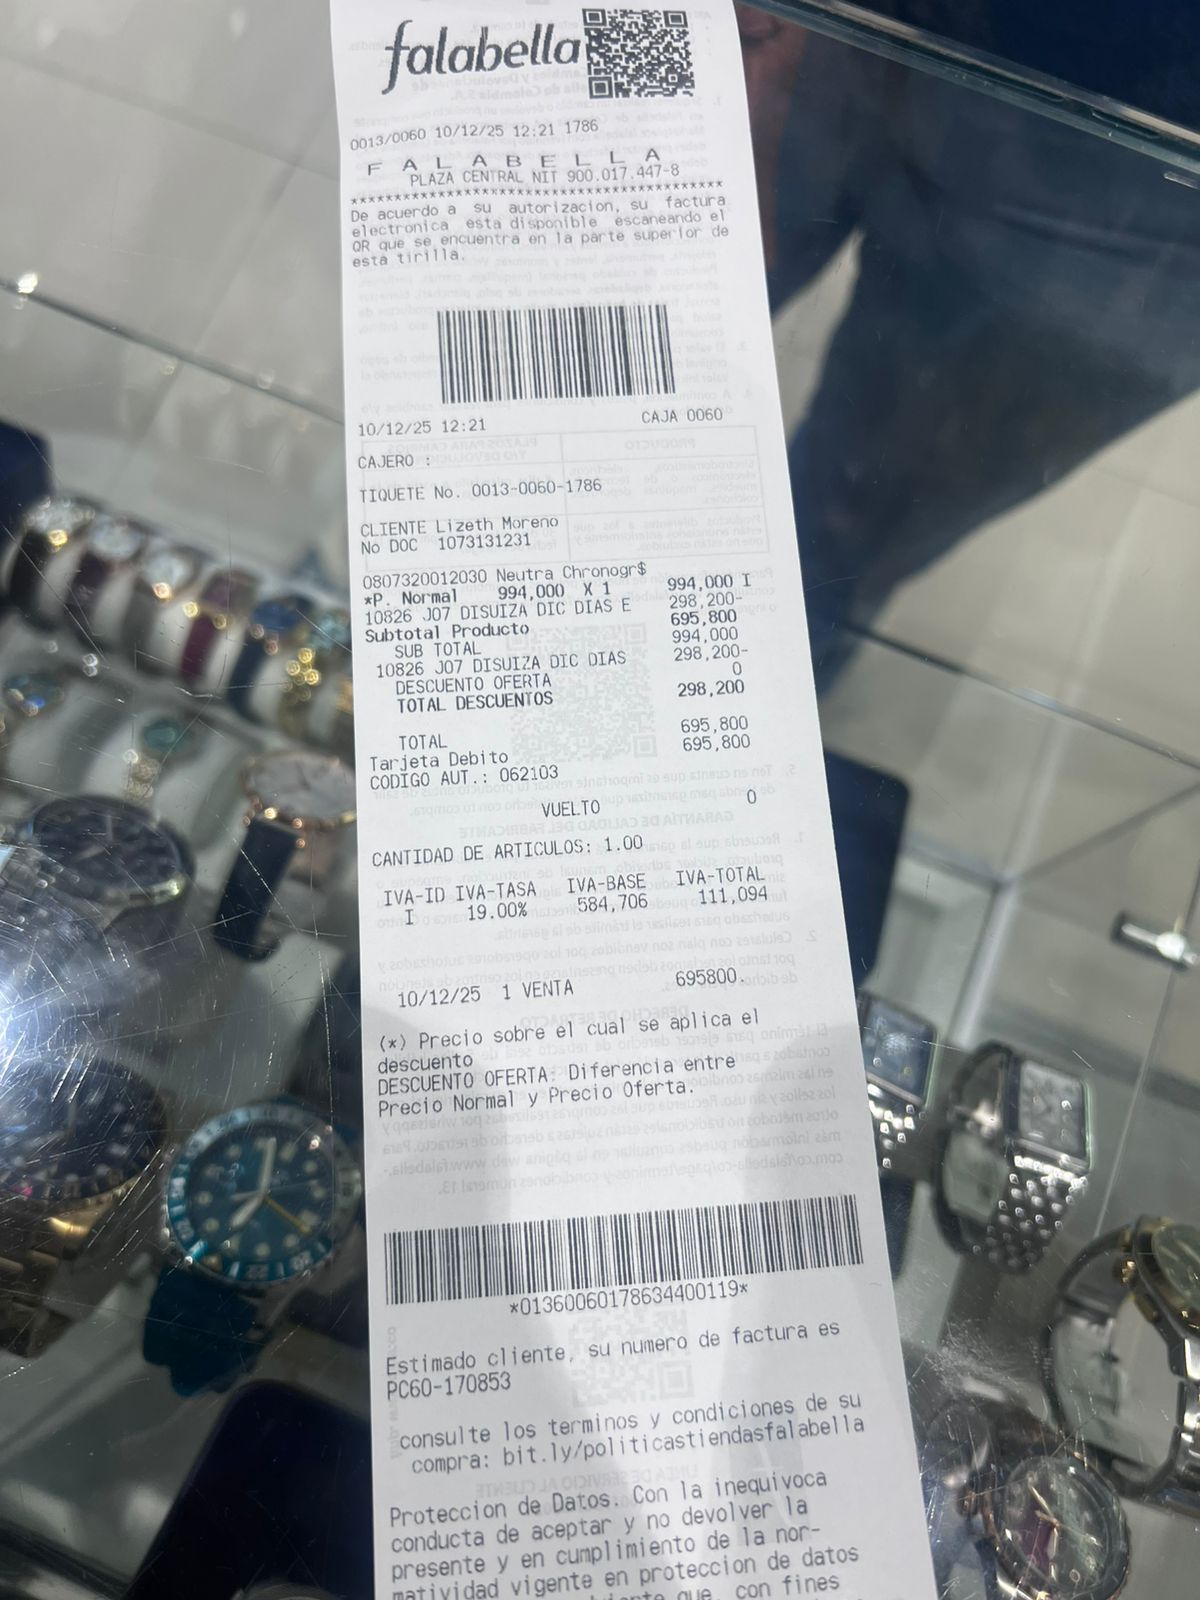 falabella
0013/0060 10/12/25 12:21 1786
F A L A B E L L A
PLAZA CENTRAL NIT 900.017.447-8
******************************************
De acuerdo a su autorizacion, su factura
electronica esta disponible escaneando el
QR que se encuentra en la parte superior de
esta tirilla.
10/12/25 12:21 CAJA 0060
CAJERO :
TIQUETE No. 0013-0060-1786
CLIENTE Lizeth Moreno
No DOC 1073131231
0807320012030 Neutra Chronogr$
*P. Normal 994,000 X 1 994,000 I
10826 J07 DISUIZA DIC DIAS E 298,200-
Subtotal Producto 695,800
SUB TOTAL 994,000
10826 J07 DISUIZA DIC DIAS 298,200-
DESCUENTO OFERTA 0
TOTAL DESCUENTOS 298,200
TOTAL 695,800
Tarjeta Debito 695,800
CODIGO AUT.: 062103
VUELTO 0
CANTIDAD DE ARTICULOS: 1.00
IVA-ID IVA-TASA IVA-BASE IVA-TOTAL
I 19.00% 584,706 111,094
10/12/25 1 VENTA 695800.
(*) Precio sobre el cual se aplica el
descuento
DESCUENTO OFERTA: Diferencia entre
Precio Normal y Precio Oferta.
*01360060178634400119*
Estimado cliente, su numero de factura es
PC60-170853
consulte los terminos y condiciones de su
compra: bit.ly/politicastiendasfalabella
Proteccion de Datos. Con la inequivoca
conducta de aceptar y no devolver la
presente y en cumplimiento de la nor-
matividad vigente en proteccion de datos
que, con fines